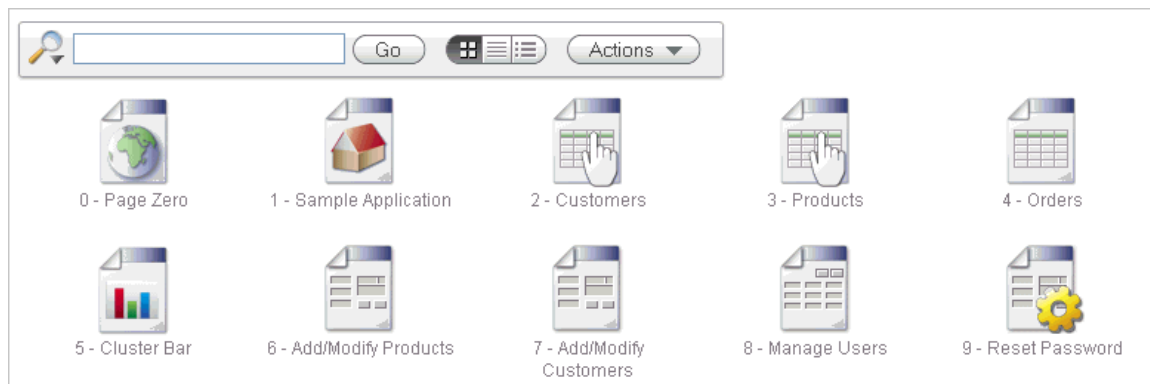 Go
Actions
0 - Page Zero
1 - Sample Application
2 - Customers
3 - Products
4 - Orders
5 - Cluster Bar
6 - Add/Modify Products
7 - Add/Modify
Customers
8 - Manage Users
9 - Reset Password